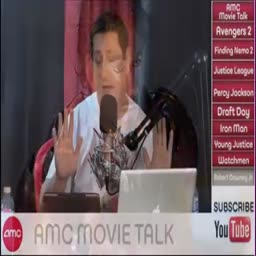 AMC
Movie Talk
Avengers 2
Finding Nemo 2
Justice League
Percy Jackson
Draft Day
Iron Man
Young Justice
Watchmen
Robert Downey Jr
SUBSCRIBE
YouTube
amc
AMC MOVIE TALK